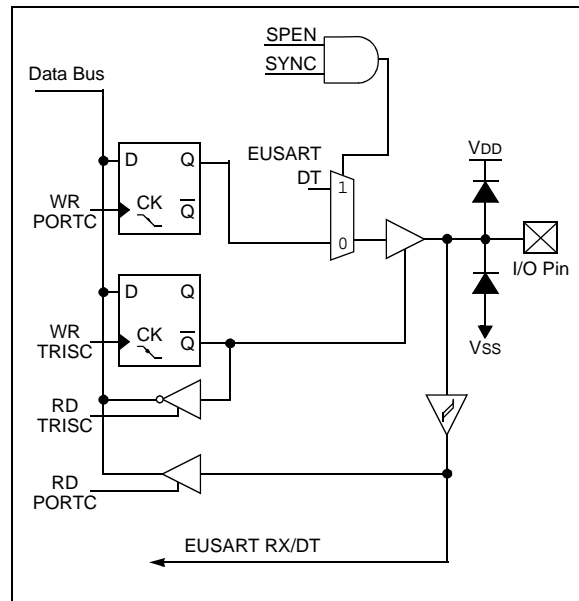 SPEN
SYNC
Data Bus
D Q
CK
Q
WR
PORTC
EUSART
DT
1
0
VDD
I/O Pin
VSS
D Q
CK
Q
WR
TRISC
RD
TRISC
RD
PORTC
EUSART RX/DT